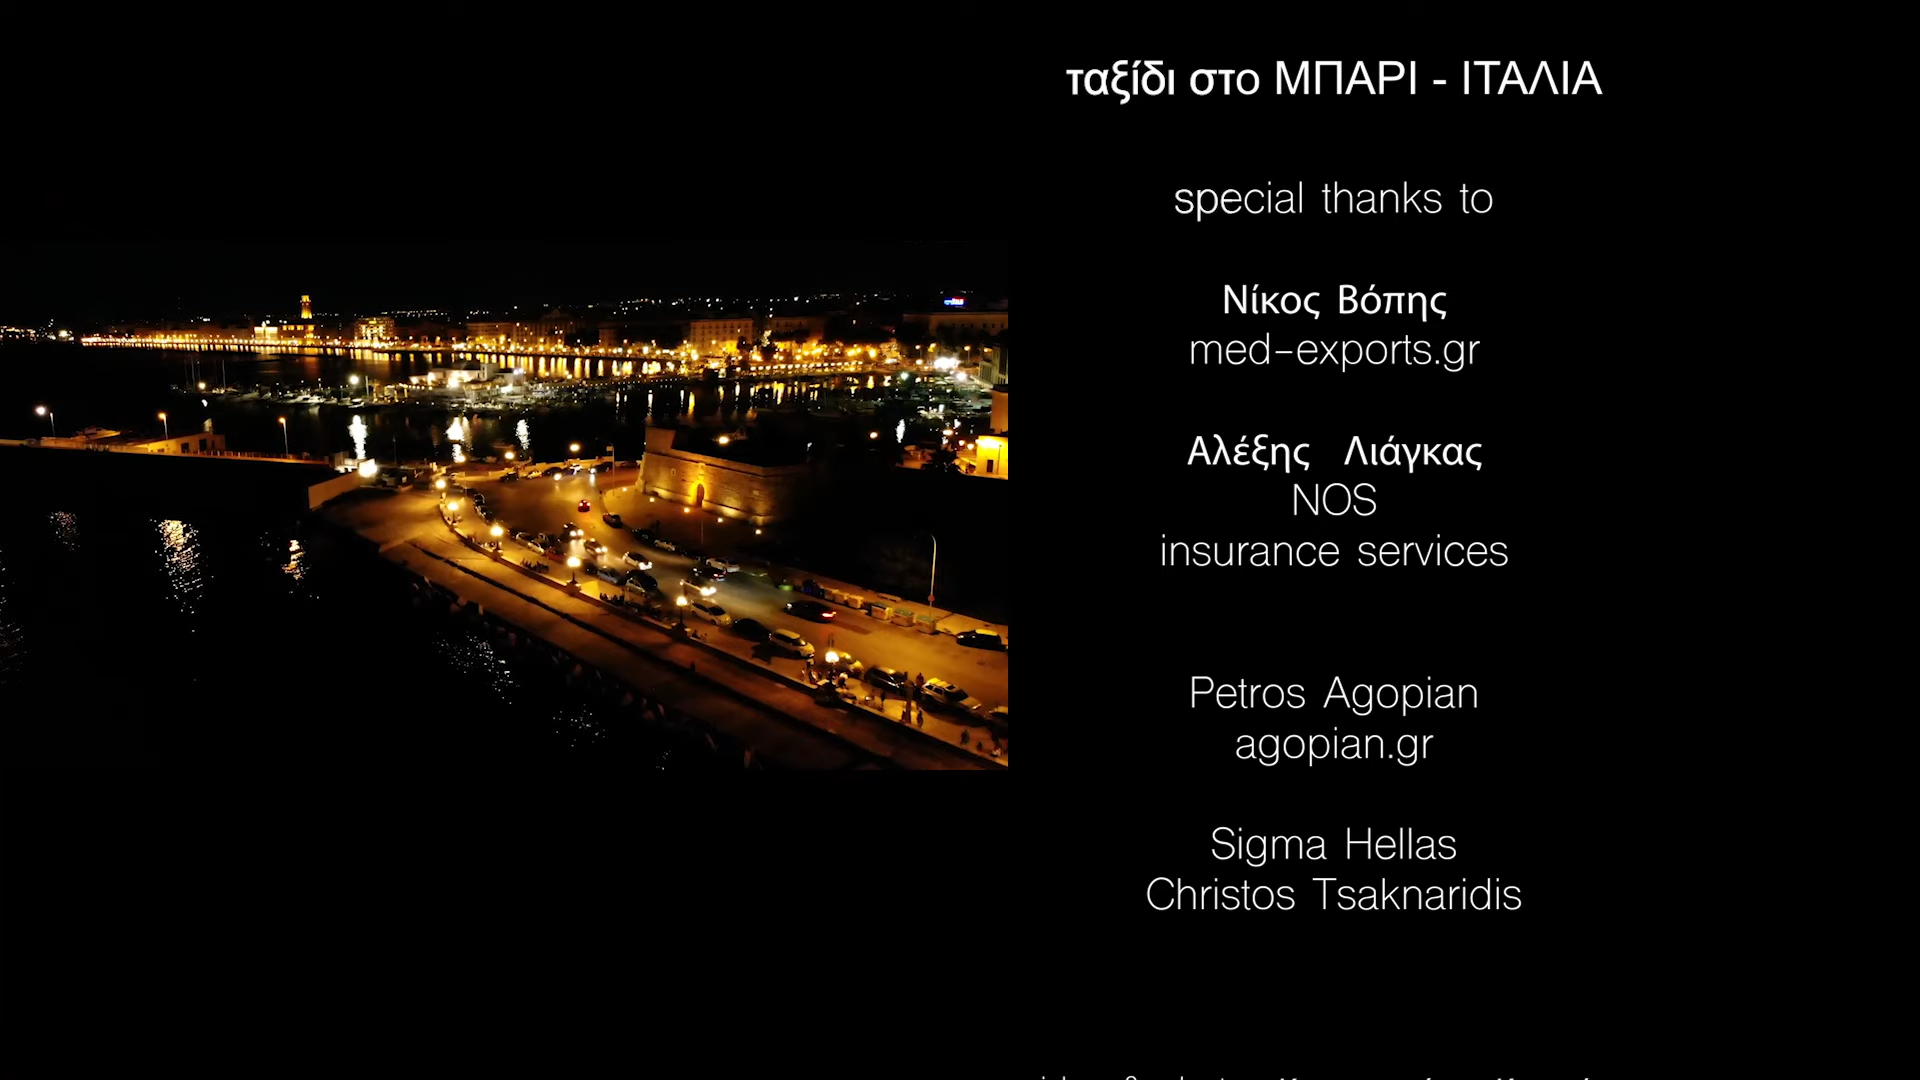 ταξίδι στο ΜΠΑΡΙ - ΙΤΑΛΙΑ
special thanks to
Νίκος Βόπης
med-exports.gr
Αλέξης Λιάγκας
NOS
insurance services
Petros Agopian
agopian.gr
Sigma Hellas
Christos Tsaknaridis